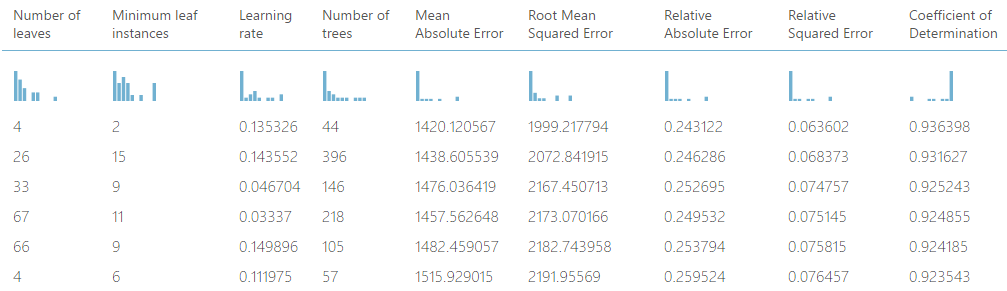 Number of leaves Minimum leaf instances Learning rate Number of trees Mean Absolute Error Root Mean Squared Error Relative Absolute Error Relative Squared Error Coefficient of Determination
4 2 0.135326 44 1420.120567 1999.217794 0.243122 0.063602 0.936398
26 15 0.143552 396 1438.605539 2072.841915 0.246286 0.068373 0.931627
33 9 0.046704 146 1476.036419 2167.450713 0.252695 0.074757 0.925243
67 11 0.03337 218 1457.562648 2173.070166 0.249532 0.075145 0.924855
66 9 0.149896 105 1482.459057 2182.743958 0.253794 0.075815 0.924185
4 6 0.111975 57 1515.929015 2191.95569 0.259524 0.076457 0.923543